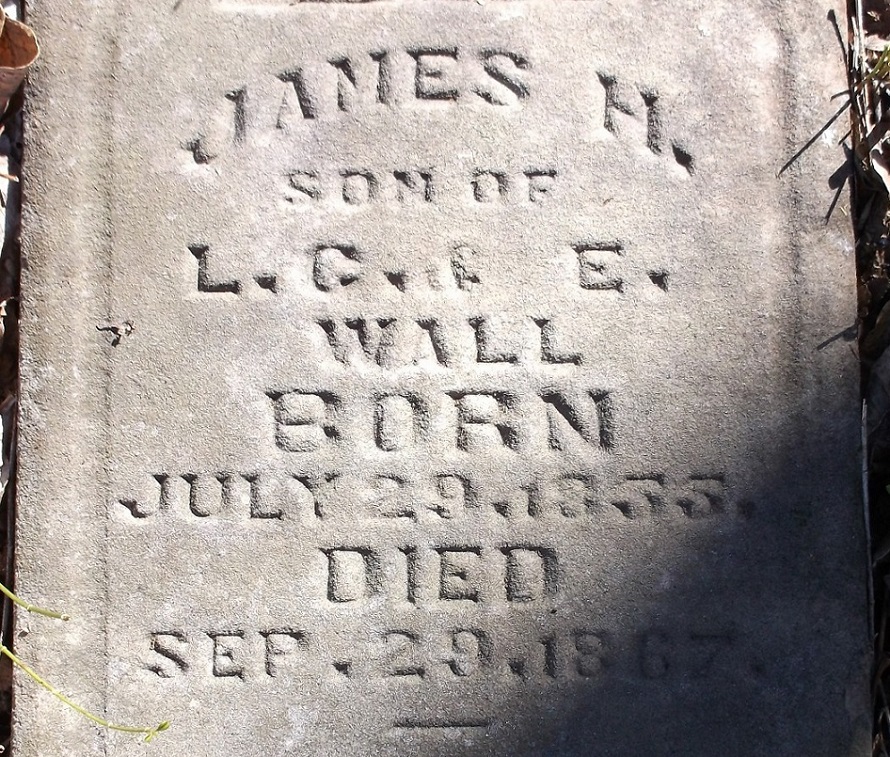 JAMES H.
SON OF
L. C. & E.
WALL
BORN
JULY 29, 1855.
DIED
SEP. 29, 1867.